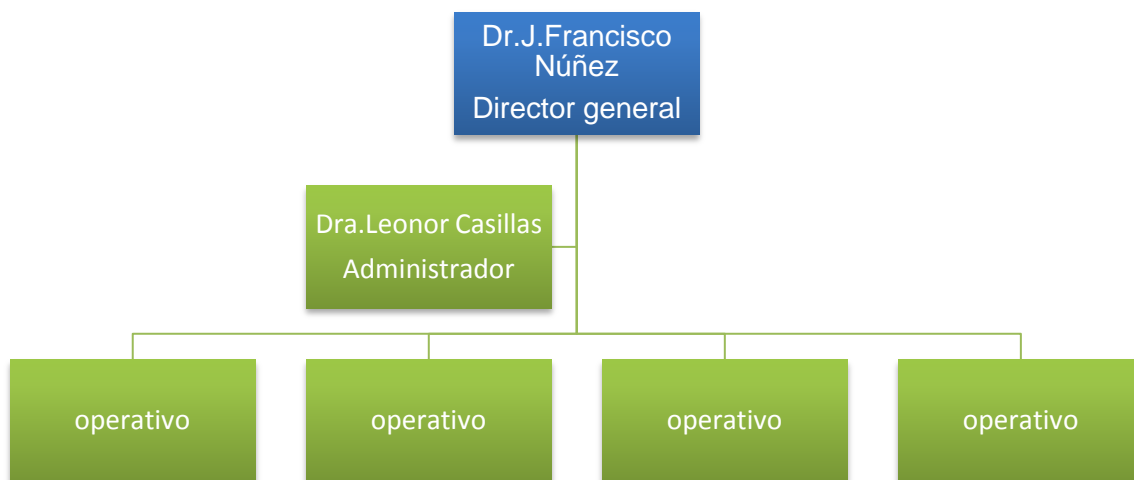 Dr.J.Francisco
Núñez
Director general
Dra.Leonor Casillas
Administrador
operativo
operativo
operativo
operativo